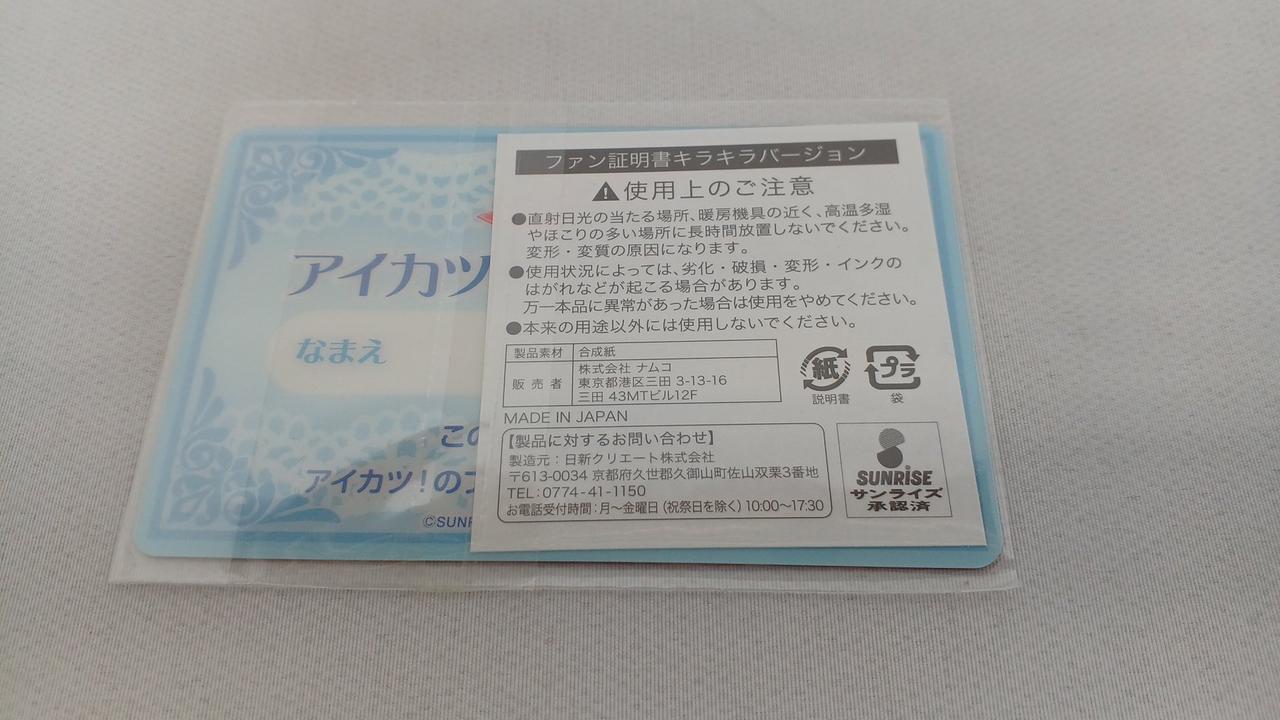 アイカツ
なまえ
この
アイカツ!のフ
©SUNR
ファン証明書キラキラバージョン
使用上のご注意
●直射日光の当たる場所、暖房機具の近く、高温多湿
やほこりの多い場所に長時間放置しないでください。
変形・変質の原因になります。
●使用状況によっては、劣化・破損・変形・インクの
はがれなどが起こる場合があります。
万一本品に異常があった場合は使用をやめてください。
●本来の用途以外には使用しないでください。
製品素材 合成紙
販売者 株式会社 ナムコ
東京都港区三田 3-13-16
三田 43MTビル12F
紙
説明書
プラ
袋
MADE IN JAPAN
【製品に対するお問い合わせ】
製造元:日新クリエート株式会社
〒613-0034 京都府久世郡久御山町佐山双栗3番地
TEL:0774-41-1150
お電話受付時間:月〜金曜日(祝祭日を除く)10:00〜17:30
SUNRISE
サンライズ
承認済